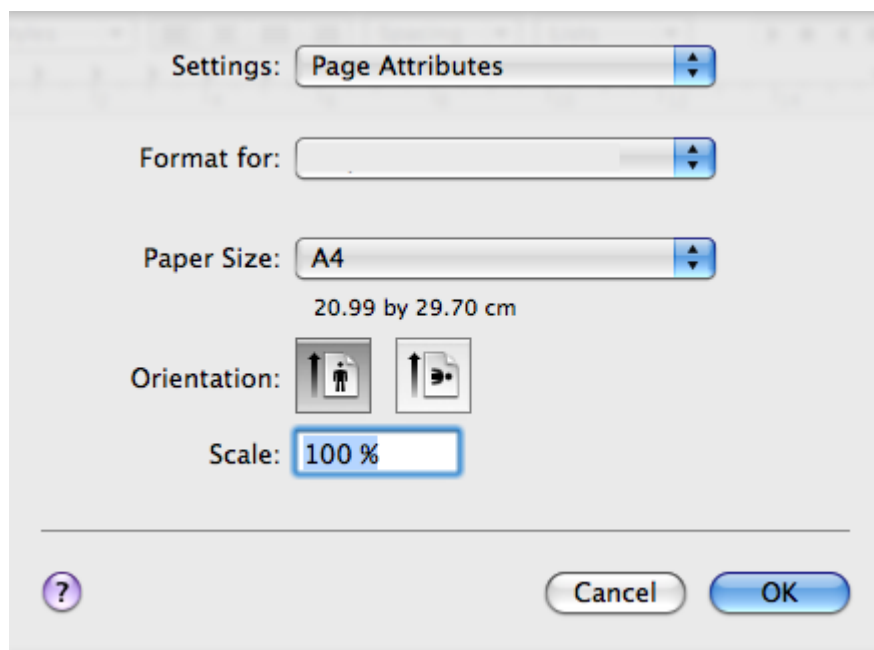 Settings: Page Attributes
Format for:
Paper Size: A4
20.99 by 29.70 cm
Orientation:
Scale: 100 %
? Cancel OK